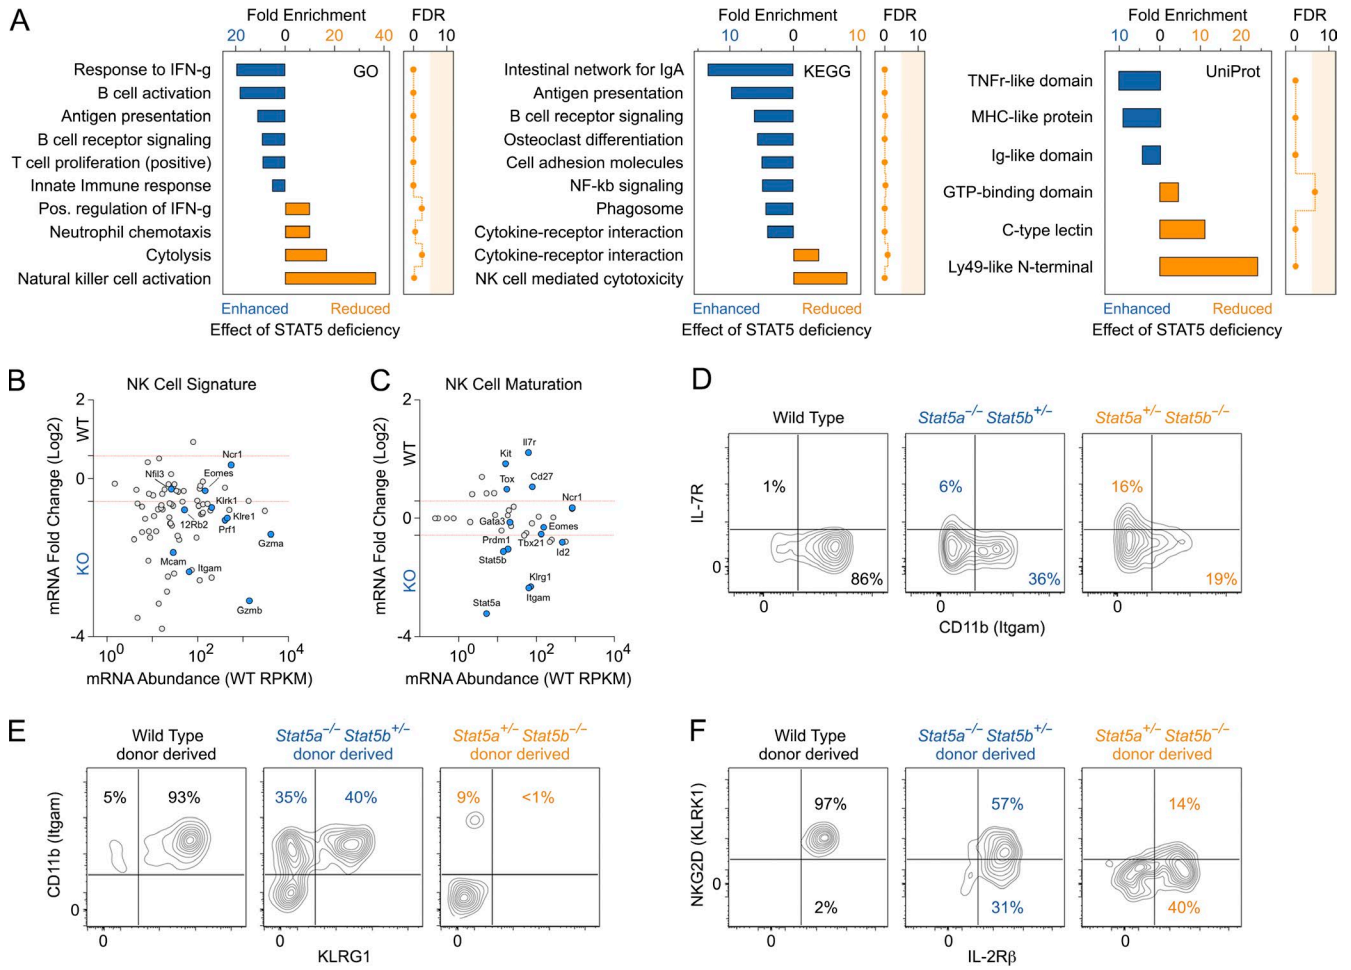 A
Fold Enrichment
FDR
20 0 20 40
0 10
Response to IFN-g
B cell activation
Antigen presentation
B cell receptor signaling
T cell proliferation (positive)
Innate Immune response
Pos. regulation of IFN-g
Neutrophil chemotaxis
Cytolysis
Natural killer cell activation
GO
Enhanced Reduced
Effect of STAT5 deficiency
Fold Enrichment
FDR
10 0 10
0 10
Intestinal network for IgA
Antigen presentation
B cell receptor signaling
Osteoclast differentiation
Cell adhesion molecules
NF-kb signaling
Phagosome
Cytokine-receptor interaction
Cytokine-receptor interaction
NK cell mediated cytotoxicity
KEGG
Enhanced Reduced
Effect of STAT5 deficiency
Fold Enrichment
FDR
10 0 10 20
0 10
TNFr-like domain
MHC-like protein
Ig-like domain
GTP-binding domain
C-type lectin
Ly49-like N-terminal
UniProt
Enhanced Reduced
Effect of STAT5 deficiency
B
NK Cell Signature
mRNA Fold Change (Log2)
WT
KO
2
0
-4
Ncr1
Nfil3
Eomes
Klrk1
12Rb2
Klre1
Prf1
Gzma
Mcam
Itgam
Gzmb
10^0 10^2 10^4
mRNA Abundance (WT RPKM)
C
NK Cell Maturation
mRNA Fold Change (Log2)
WT
KO
2
0
-4
Il7r
Kit
Tox
Cd27
Ncr1
Gata3
Eomes
Prdm1
Tbx21
Id2
Stat5b
Klrg1
Itgam
Stat5a
10^0 10^2 10^4
mRNA Abundance (WT RPKM)
D
Wild Type
Stat5a–/– Stat5b+/–
Stat5a+/– Stat5b–/–
IL-7R
0
1%
86%
6%
36%
16%
19%
0
0
0
CD11b (Itgam)
E
Wild Type
donor derived
Stat5a–/– Stat5b+/–
donor derived
Stat5a+/– Stat5b–/–
donor derived
CD11b (Itgam)
0
5% 93%
35% 40%
9% <1%
0
0
0
KLRG1
F
Wild Type
donor derived
Stat5a–/– Stat5b+/–
donor derived
Stat5a+/– Stat5b–/–
donor derived
NKG2D (KLRK1)
0
97%
2%
57%
31%
14%
40%
0
0
0
IL-2Rβ